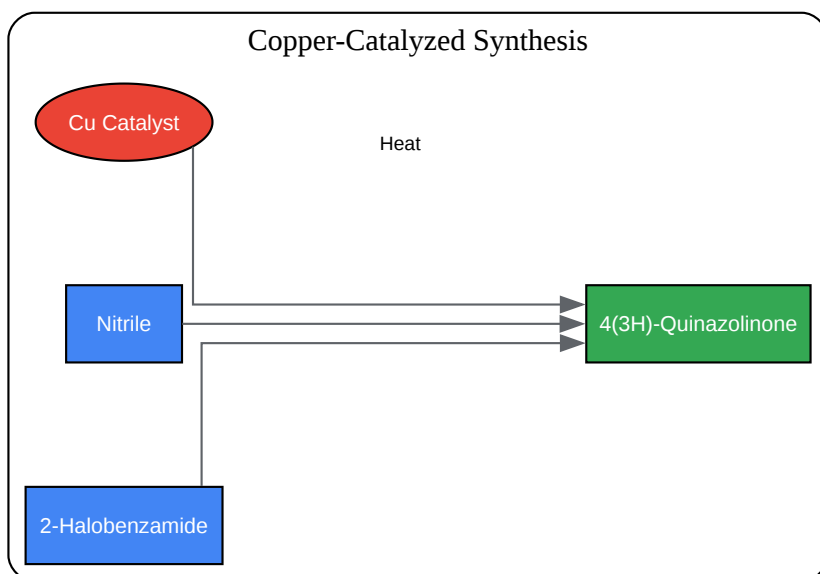 Copper-Catalyzed Synthesis
Cu Catalyst
Heat
Nitrile
4(3H)-Quinazolinone
2-Halobenzamide